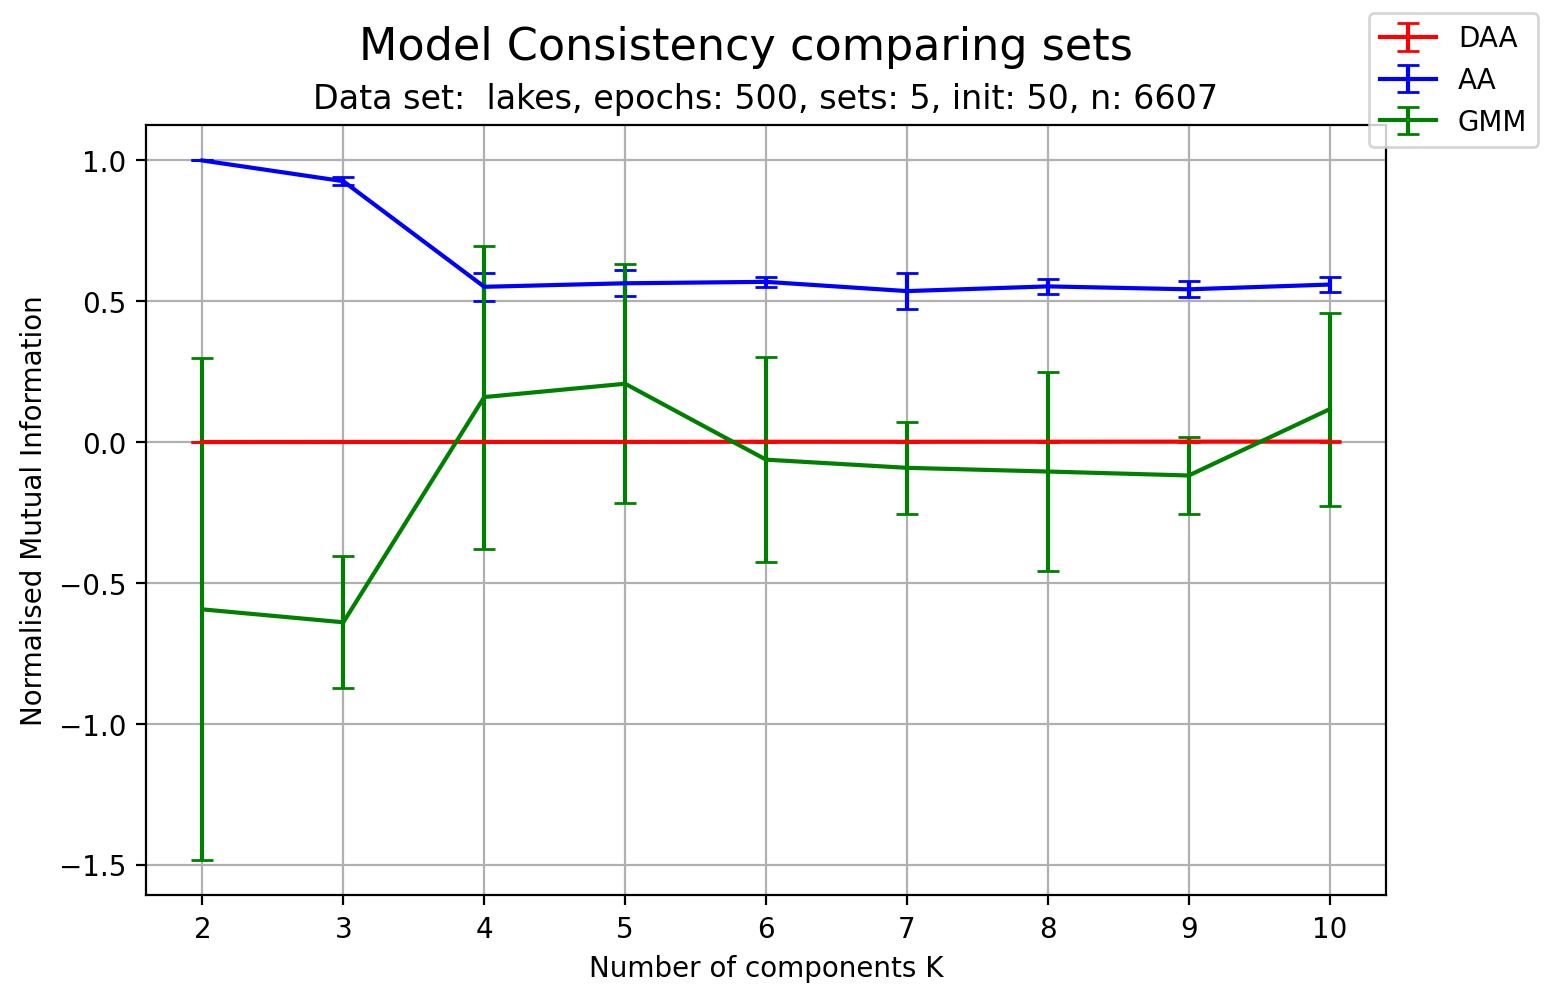 Model Consistency comparing sets
Data set:  lakes, epochs: 500, sets: 5, init: 50, n: 6607
DAA
AA
GMM
Normalised Mutual Information
1.0
0.5
0.0
−0.5
−1.0
−1.5
2 3 4 5 6 7 8 9 10
Number of components K